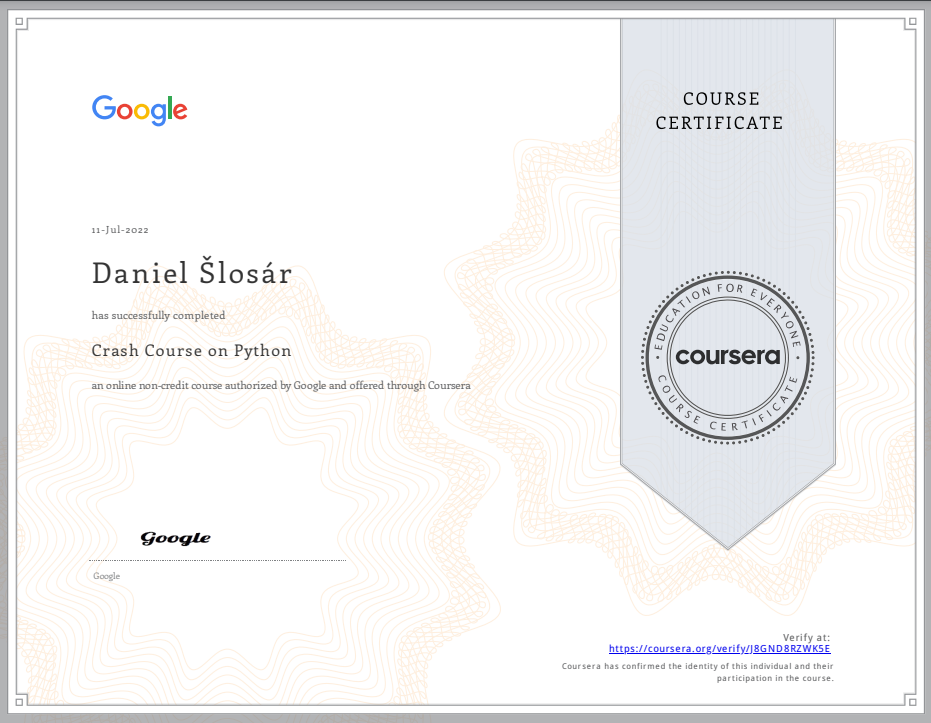 Google
COURSE
CERTIFICATE
11-Jul-2022
Daniel Šlosár
has successfully completed
Crash Course on Python
an online non-credit course authorized by Google and offered through Coursera
EDUCATION FOR EVERYONE
coursera
COURSE CERTIFICATE
Google
Google
Verify at:
https://coursera.org/verify/J8GND8RZWK5E
Coursera has confirmed the identity of this individual and their
participation in the course.